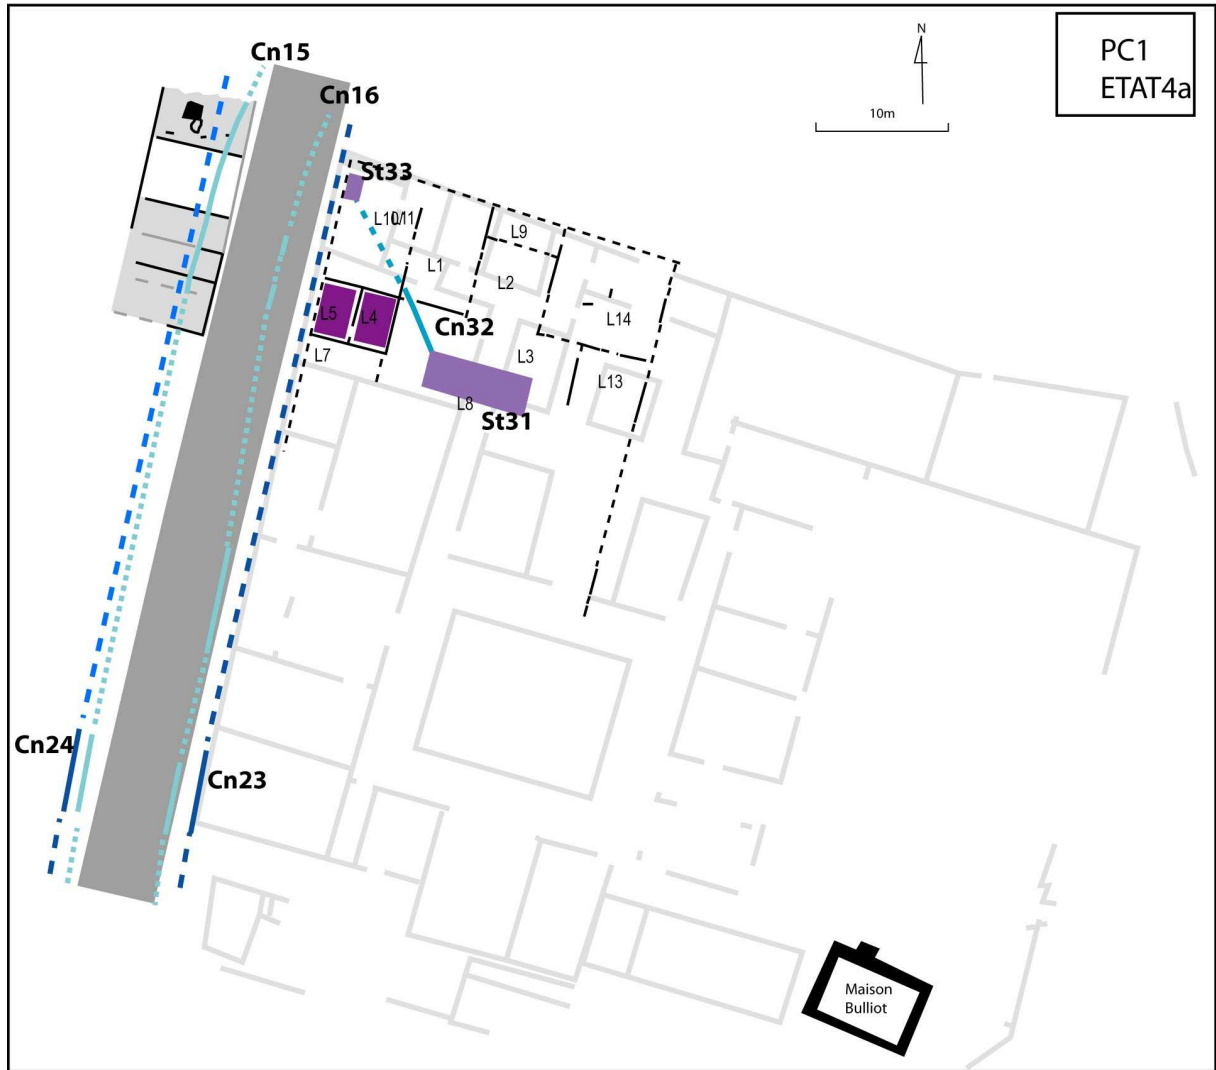 Cn15
Cn16
N
PC1
ETAT4a
10m
St33
L10/11
L9
L1
L2
L5
L4
L14
Cn32
L7
L3
L13
L8
St31
Cn24
Cn23
Maison
Bulliot